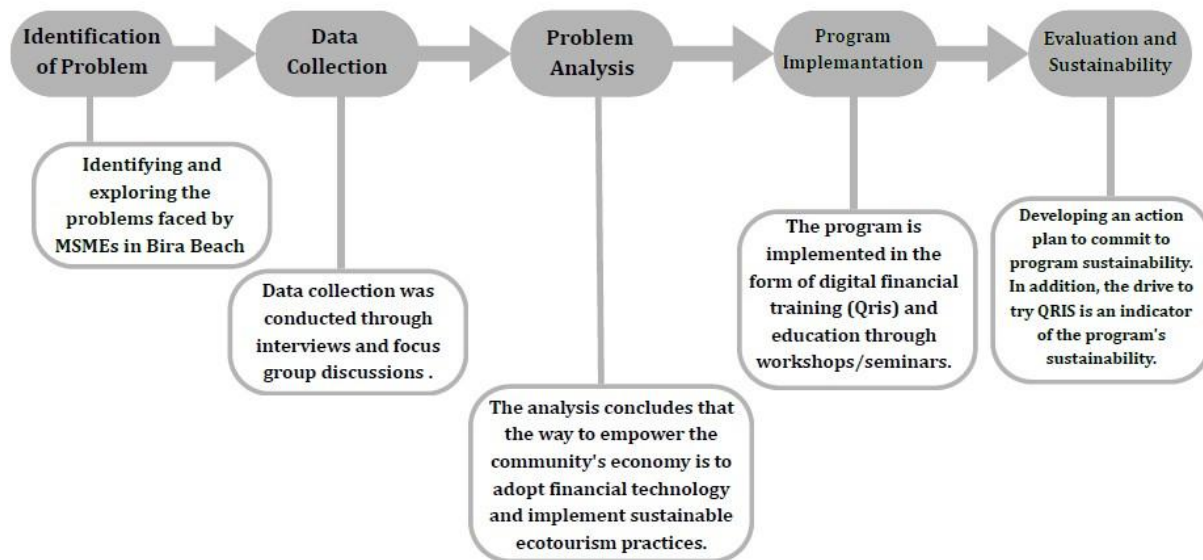 Identification
of Problem
Data
Collection
Problem
Analysis
Program
Implemantation
Evaluation and
Sustainability
Identifying and
exploring the
problems faced by
MSMEs in Bira Beach
Data collection was
conducted through
interviews and focus
group discussions .
The analysis concludes that
the way to empower the
community's economy is to
adopt financial technology
and implement sustainable
ecotourism practices.
The program is
implemented in the
form of digital financial
training (Qris) and
education through
workshops/seminars.
Developing an action
plan to commit to
program sustainability.
In addition, the drive to
try QRIS is an indicator
of the program's
sustainability.